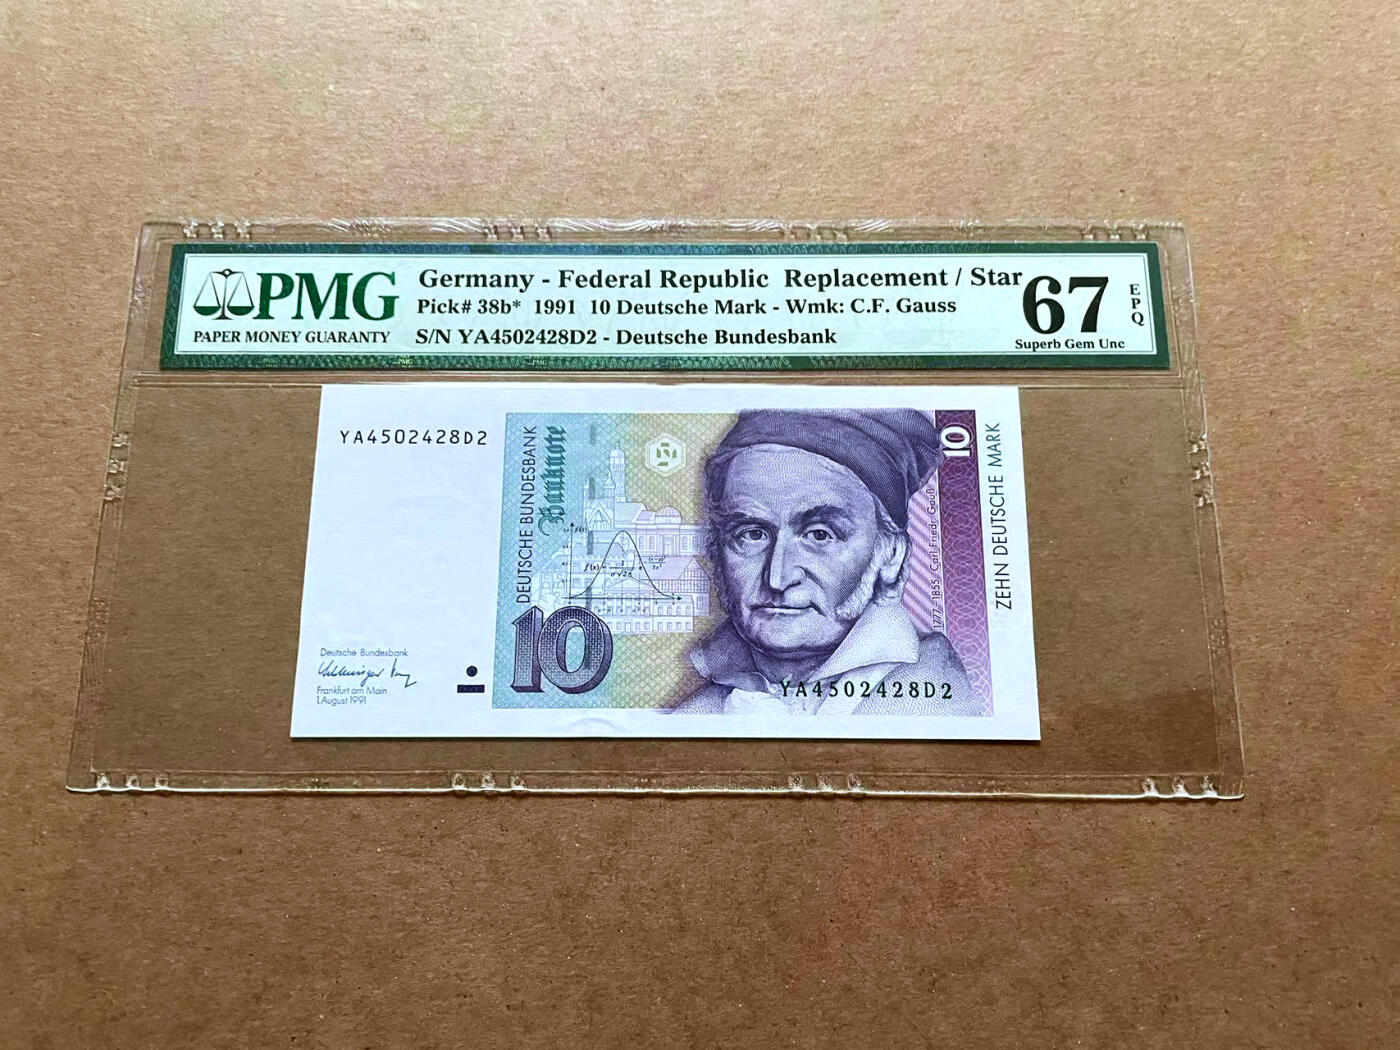 PMG
PAPER MONEY GUARANTY
Germany - Federal Republic Replacement / Star
Pick# 38b* 1991 10 Deutsche Mark - Wmk: C.F. Gauss
S/N YA4502428D2 - Deutsche Bundesbank
67
EPQ
Superb Gem Unc
YA4502428D2
DEUTSCHE BUNDESBANK
Banknote
10
10
ZEHN DEUTSCHE MARK
1777–1855 Carl Friedr. Gauß
Deutsche Bundesbank
Frankfurt am Main
1. August 1991
YA4502428D2